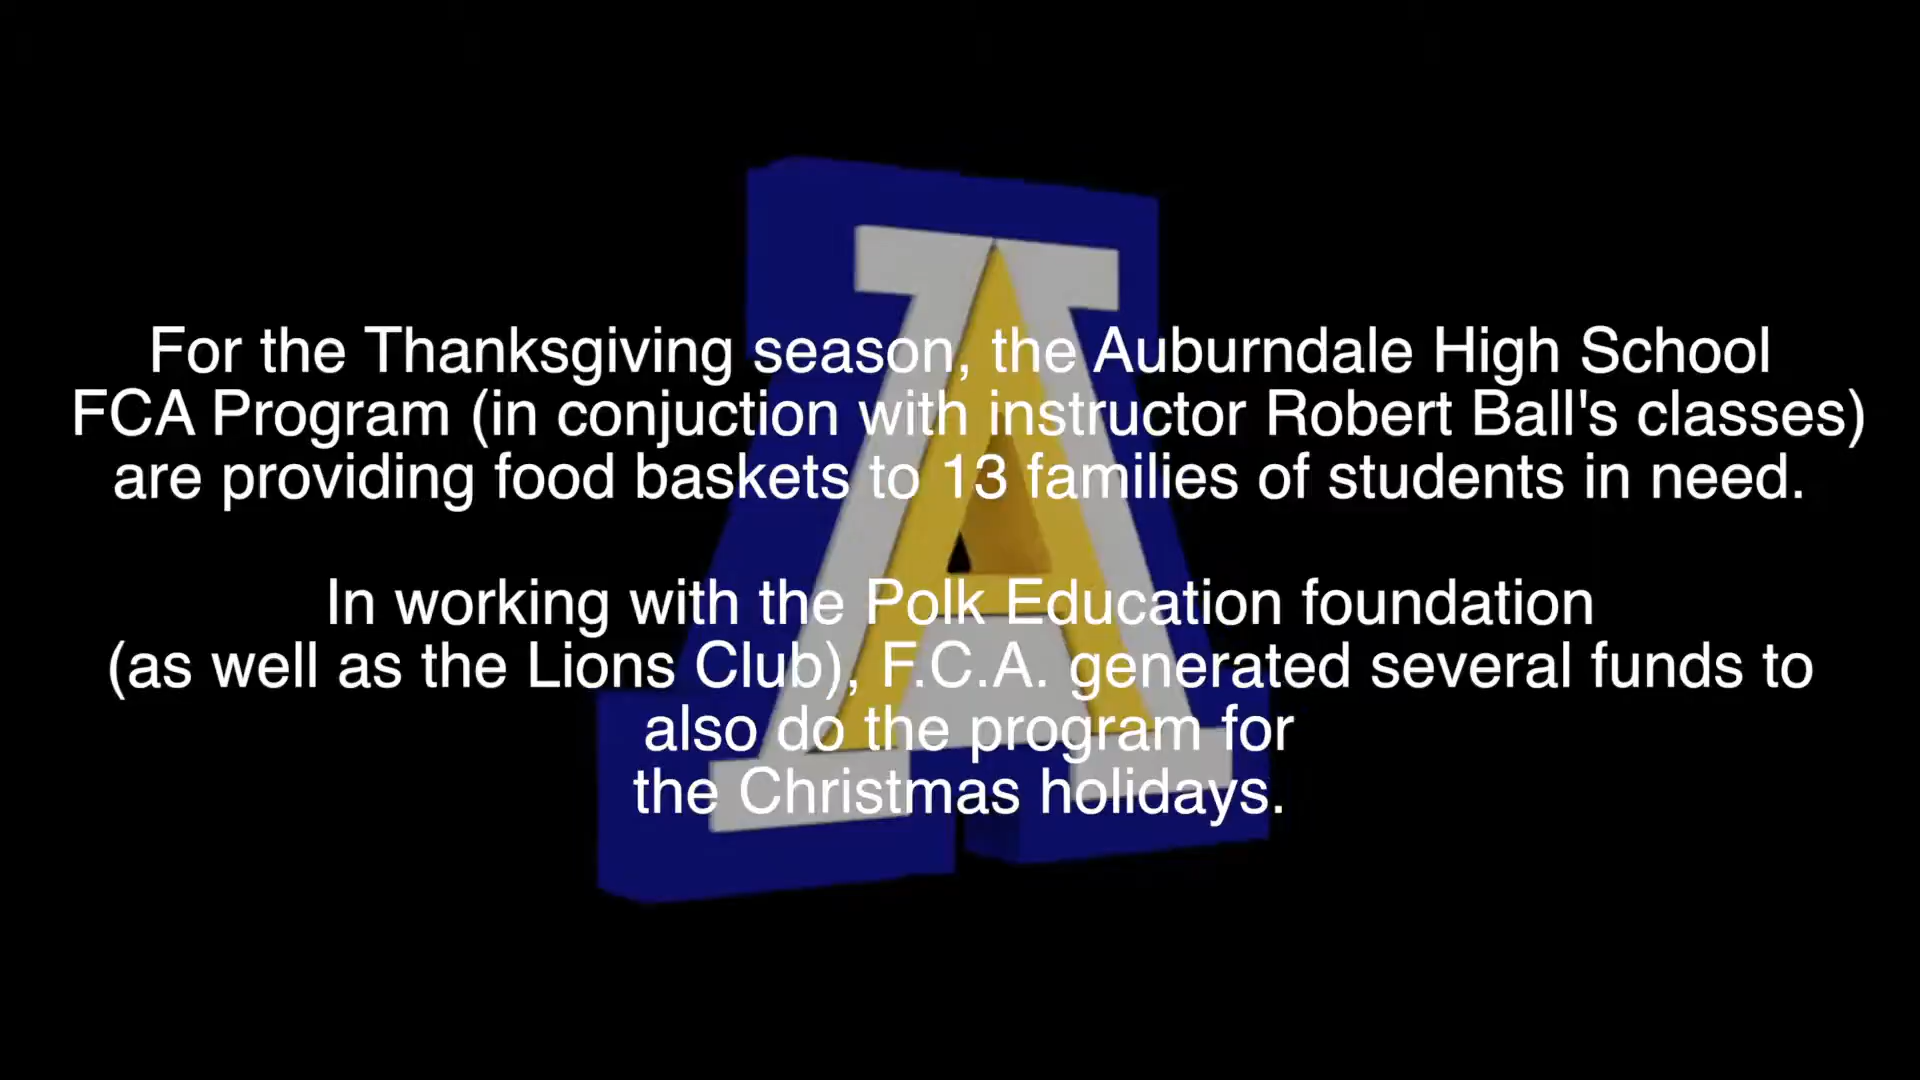 For the Thanksgiving season, the Auburndale High School
FCA Program (in conjuction with instructor Robert Ball's classes)
are providing food baskets to 13 families of students in need.
In working with the Polk Education foundation
(as well as the Lions Club), F.C.A. generated several funds to
also do the program for
the Christmas holidays.
A